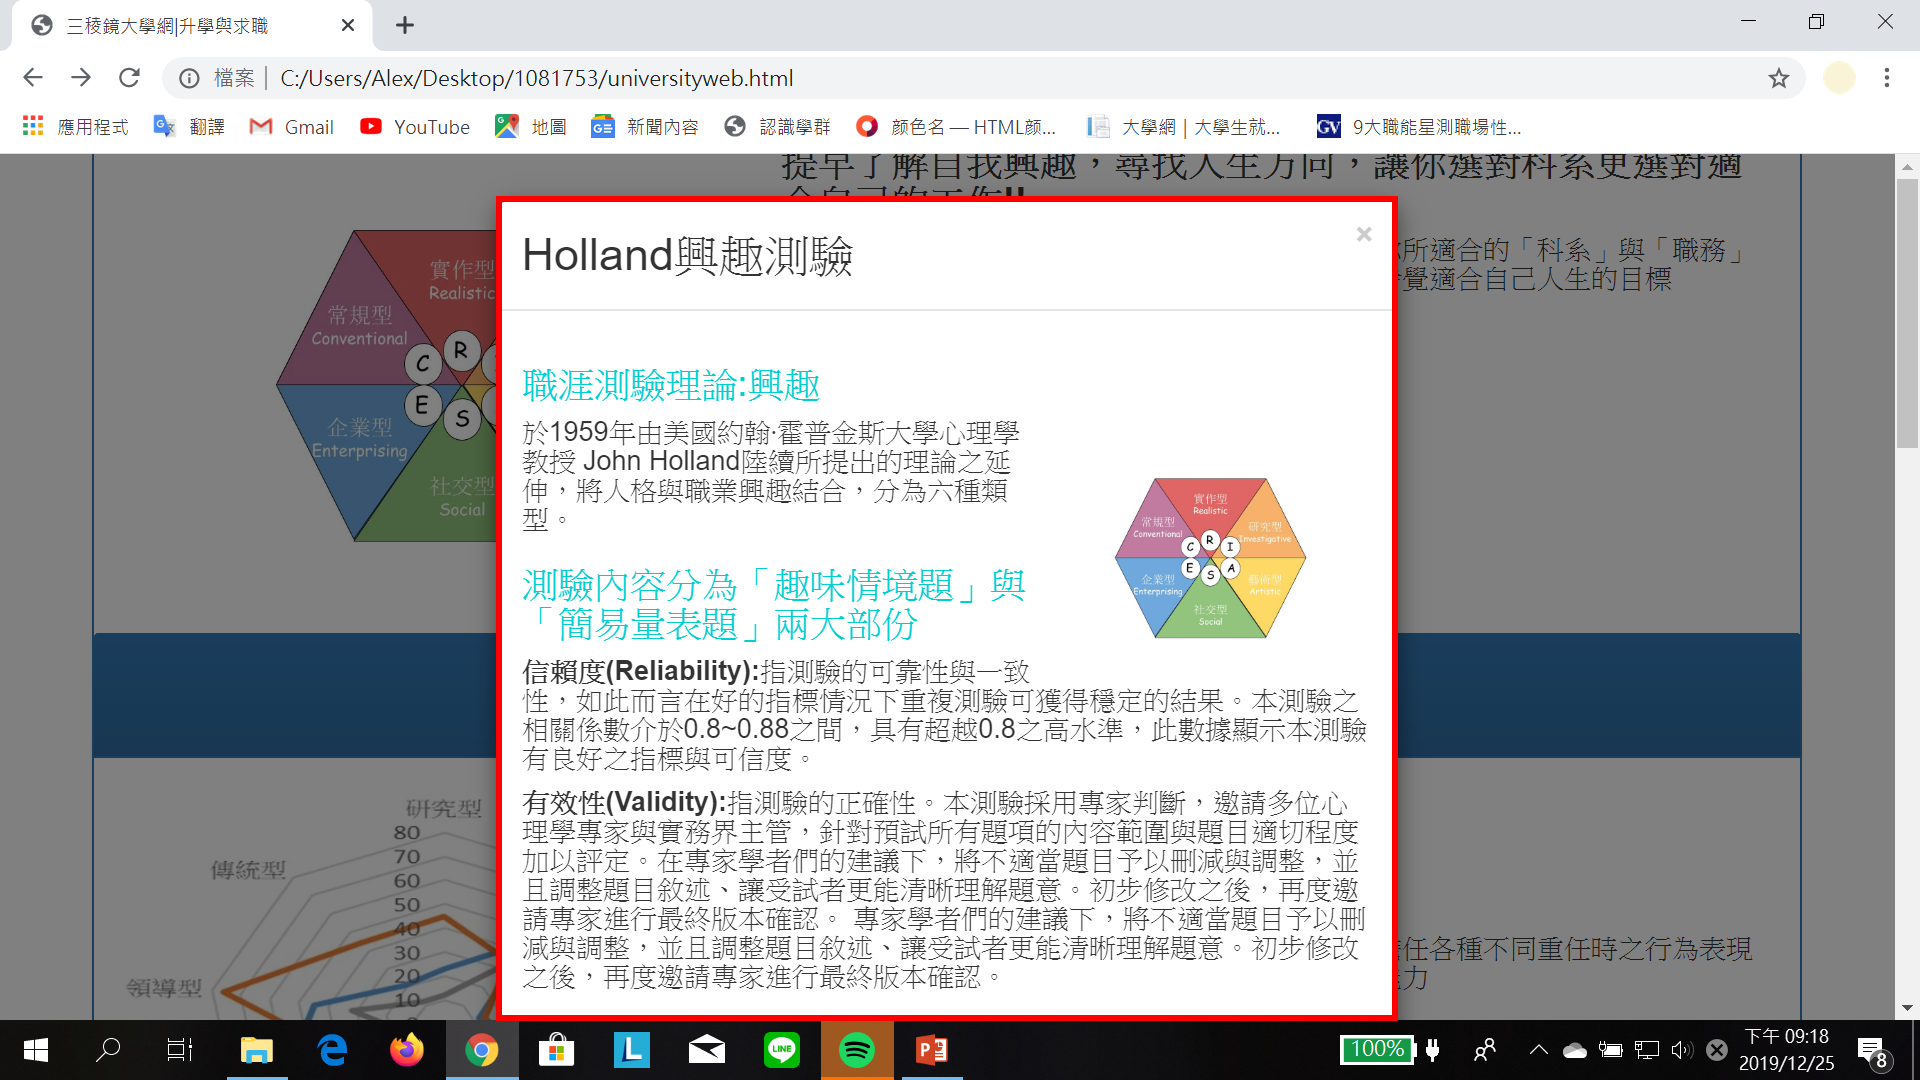 三稜鏡大學網|升學與求職
檔案 | C:/Users/Alex/Desktop/1081753/universityweb.html
應用程式 翻譯 Gmail YouTube 地圖 新聞內容 認識學群 颜色名 — HTML颜... 大學網 | 大學生就... 9大職能星測職場性...
提早了解自我興趣，尋找人生方向，讓你選對科系更選對適
所適合的「科系」與「職務」
覺適合自己人生的目標
實作型
Realistic
常規型
Conventional
C R
E S
企業型
Enterprising
社交型
Social
Holland興趣測驗
×
職涯測驗理論:興趣
於1959年由美國約翰·霍普金斯大學心理學
教授 John Holland陸續所提出的理論之延
伸，將人格與職業興趣結合，分為六種類
型。
實作型
Realistic
常規型
Conventional
研究型
Investigative
C R I
E S A
企業型
Enterprising
藝術型
Artistic
社交型
Social
測驗內容分為「趣味情境題」與
「簡易量表題」兩大部份
信賴度(Reliability):指測驗的可靠性與一致
性，如此而言在好的指標情況下重複測驗可獲得穩定的結果。本測驗之
相關係數介於0.8~0.88之間，具有超越0.8之高水準，此數據顯示本測驗
有良好之指標與可信度。
有效性(Validity):指測驗的正確性。本測驗採用專家判斷，邀請多位心
理學專家與實務界主管，針對預試所有題項的內容範圍與題目適切程度
加以評定。在專家學者們的建議下，將不適當題目予以刪減與調整，並
且調整題目敘述、讓受試者更能清晰理解題意。初步修改之後，再度邀
請專家進行最終版本確認。 專家學者們的建議下，將不適當題目予以刪
減與調整，並且調整題目敘述、讓受試者更能清晰理解題意。初步修改
之後，再度邀請專家進行最終版本確認。
研究型
80
70
60
50
40
30
20
10
傳統型
領導型
任各種不同重任時之行為表現
力
100%
下午 09:18
2019/12/25
8